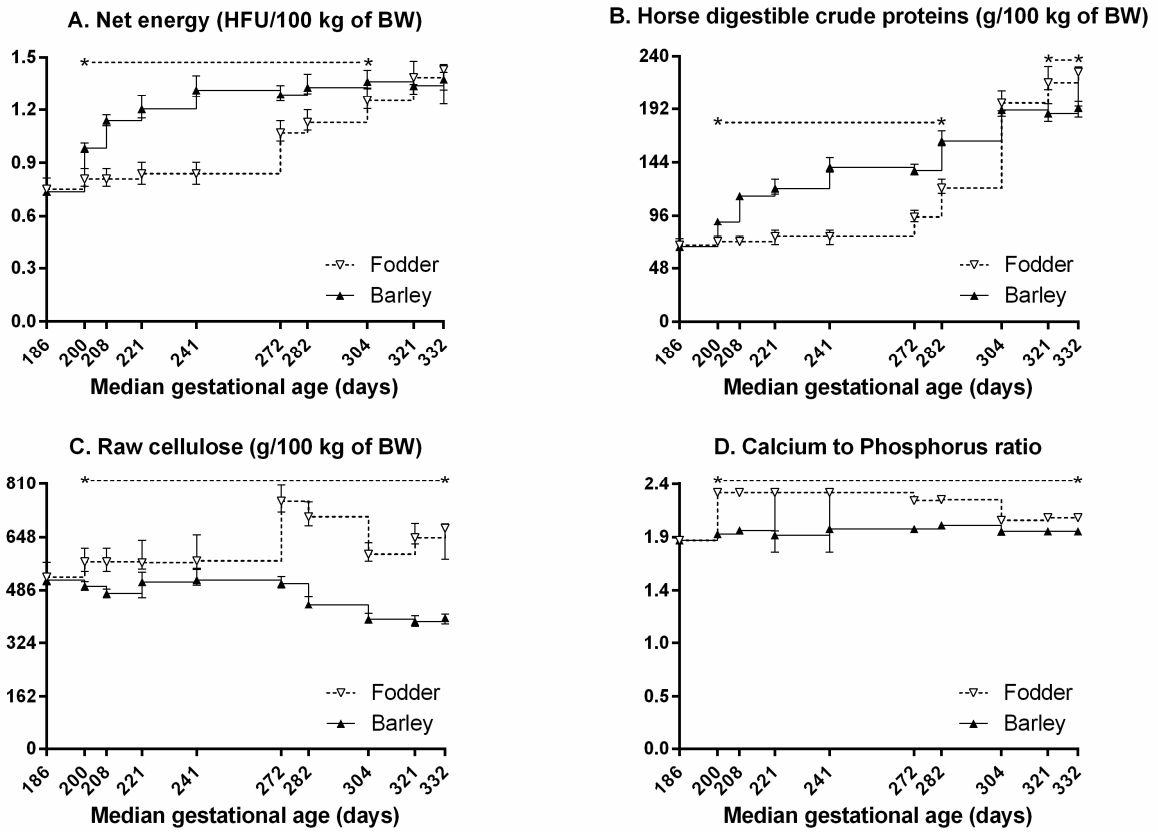 A. Net energy (HFU/100 kg of BW)
1.5
1.2
0.9
0.6
0.3
0.0
* *
Fodder
Barley
186 200 208 221 241 272 282 304 321 332
Median gestational age (days)
B. Horse digestible crude proteins (g/100 kg of BW)
240
192
144
96
48
0
* *
* *
Fodder
Barley
186 200 208 221 241 272 282 304 321 332
Median gestational age (days)
C. Raw cellulose (g/100 kg of BW)
810
648
486
324
162
0
* *
Fodder
Barley
186 200 208 221 241 272 282 304 321 332
Median gestational age (days)
D. Calcium to Phosphorus ratio
2.4
1.9
1.4
1.0
0.5
0.0
* *
Fodder
Barley
186 200 208 221 241 272 282 304 321 332
Median gestational age (days)